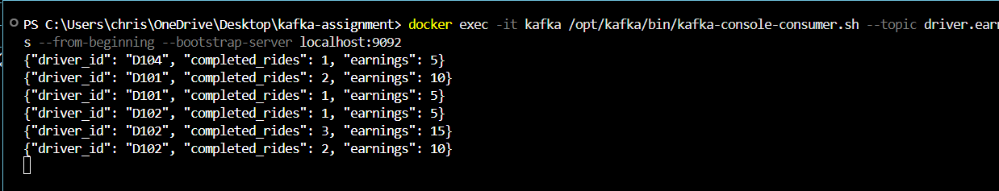 PS C:\Users\chris\OneDrive\Desktop\kafka-assignment> docker exec -it kafka /opt/kafka/bin/kafka-console-consumer.sh --topic driver.earn
s --from-beginning --bootstrap-server localhost:9092
{"driver_id": "D104", "completed_rides": 1, "earnings": 5}
{"driver_id": "D101", "completed_rides": 2, "earnings": 10}
{"driver_id": "D101", "completed_rides": 1, "earnings": 5}
{"driver_id": "D102", "completed_rides": 1, "earnings": 5}
{"driver_id": "D102", "completed_rides": 3, "earnings": 15}
{"driver_id": "D102", "completed_rides": 2, "earnings": 10}